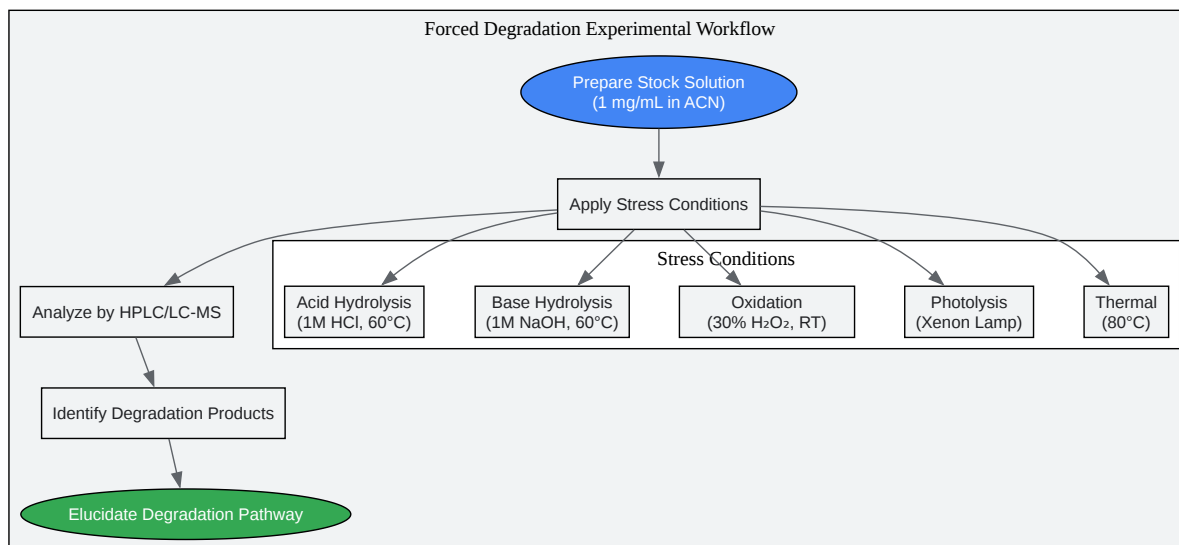 Forced Degradation Experimental Workflow
Prepare Stock Solution
(1 mg/mL in ACN)
Apply Stress Conditions
Stress Conditions
Analyze by HPLC/LC-MS
Acid Hydrolysis
(1M HCl, 60°C)
Base Hydrolysis
(1M NaOH, 60°C)
Oxidation
(30% H₂O₂, RT)
Photolysis
(Xenon Lamp)
Thermal
(80°C)
Identify Degradation Products
Elucidate Degradation Pathway